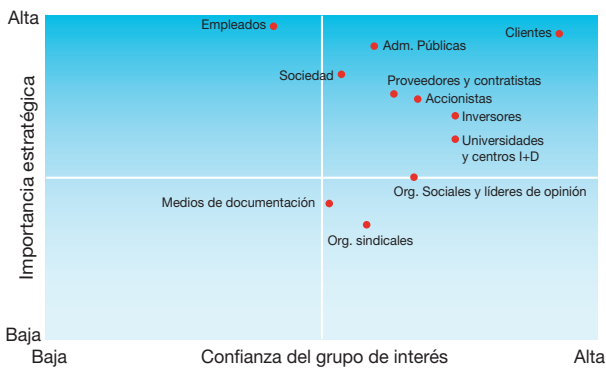 Alta
Empleados
Clientes
Adm. Públicas
Sociedad
Proveedores y contratistas
Accionistas
Inversores
Universidades
y centros I+D
Org. Sociales y líderes de opinión
Medios de documentación
Org. sindicales
Importancia estratégica
Baja
Baja
Confianza del grupo de interés
Alta